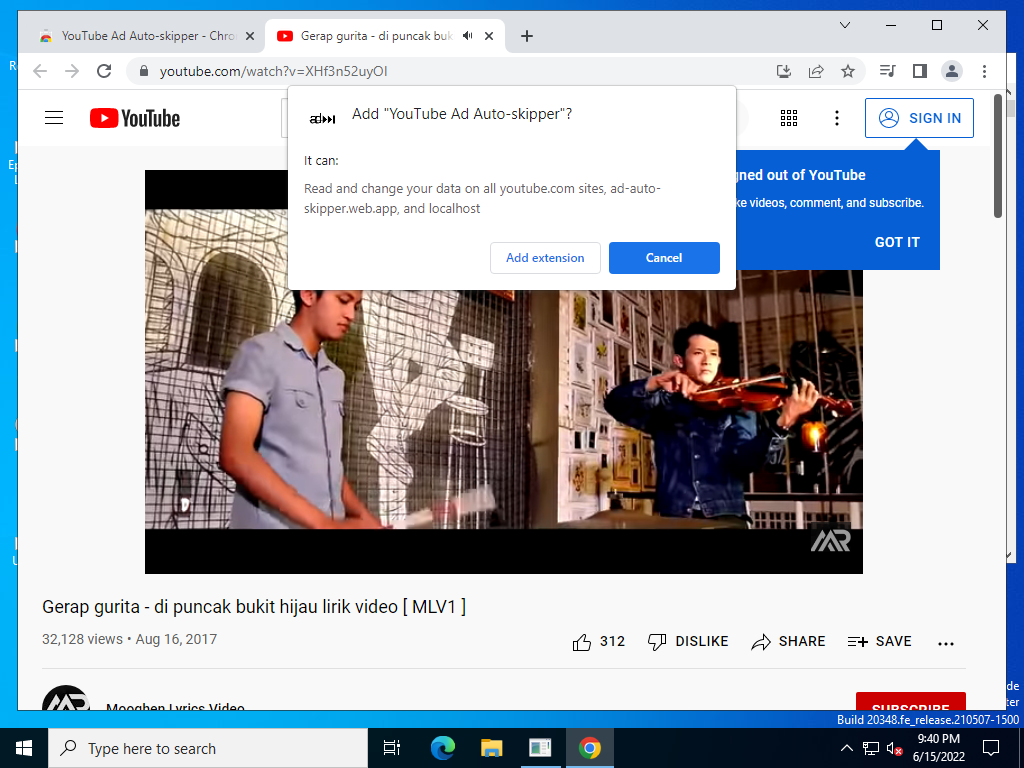 YouTube Ad Auto-skipper - Chro
Gerap gurita - di puncak buk
youtube.com/watch?v=XHf3n52uyOI
YouTube
SIGN IN
Add "YouTube Ad Auto-skipper"?
It can:
Read and change your data on all youtube.com sites, ad-auto-
skipper.web.app, and localhost
Add extension
Cancel
gned out of YouTube
ke videos, comment, and subscribe.
GOT IT
MR
Gerap gurita - di puncak bukit hijau lirik video [ MLV1 ]
32,128 views • Aug 16, 2017
312
DISLIKE
SHARE
SAVE
Mooghen Lyrics Video
SUBSCRIBE
Build 20348.fe_release.210507-1500
Type here to search
9:40 PM
6/15/2022